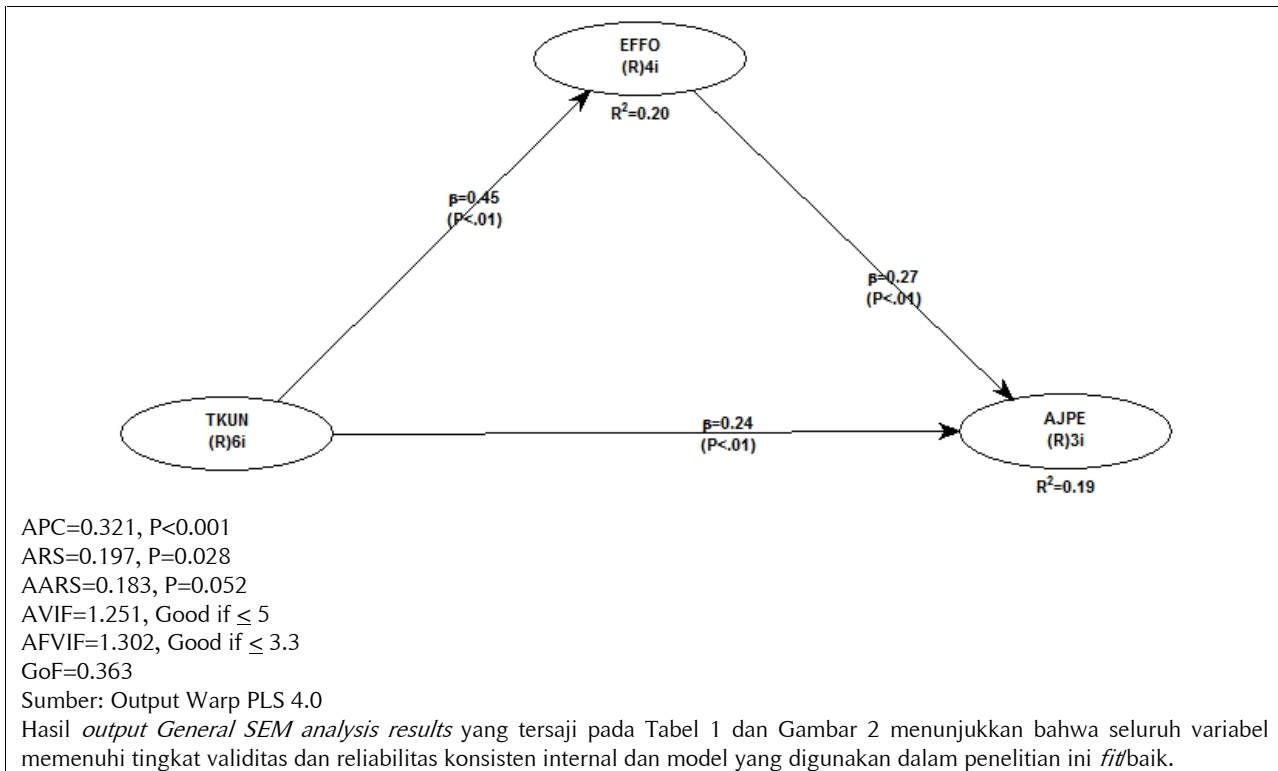 EFFO
(R)4i
R²=0.20
β=0.45
(P<.01)
β=0.27
(P<.01)
TKUN
(R)6i
β=0.24
(P<.01)
AJPE
(R)3i
R²=0.19
APC=0.321, P<0.001
ARS=0.197, P=0.028
AARS=0.183, P=0.052
AVIF=1.251, Good if ≤ 5
AFVIF=1.302, Good if ≤ 3.3
GoF=0.363
Sumber: Output Warp PLS 4.0
Hasil output General SEM analysis results yang tersaji pada Tabel 1 dan Gambar 2 menunjukkan bahwa seluruh variabel
memenuhi tingkat validitas dan reliabilitas konsisten internal dan model yang digunakan dalam penelitian ini fit/baik.